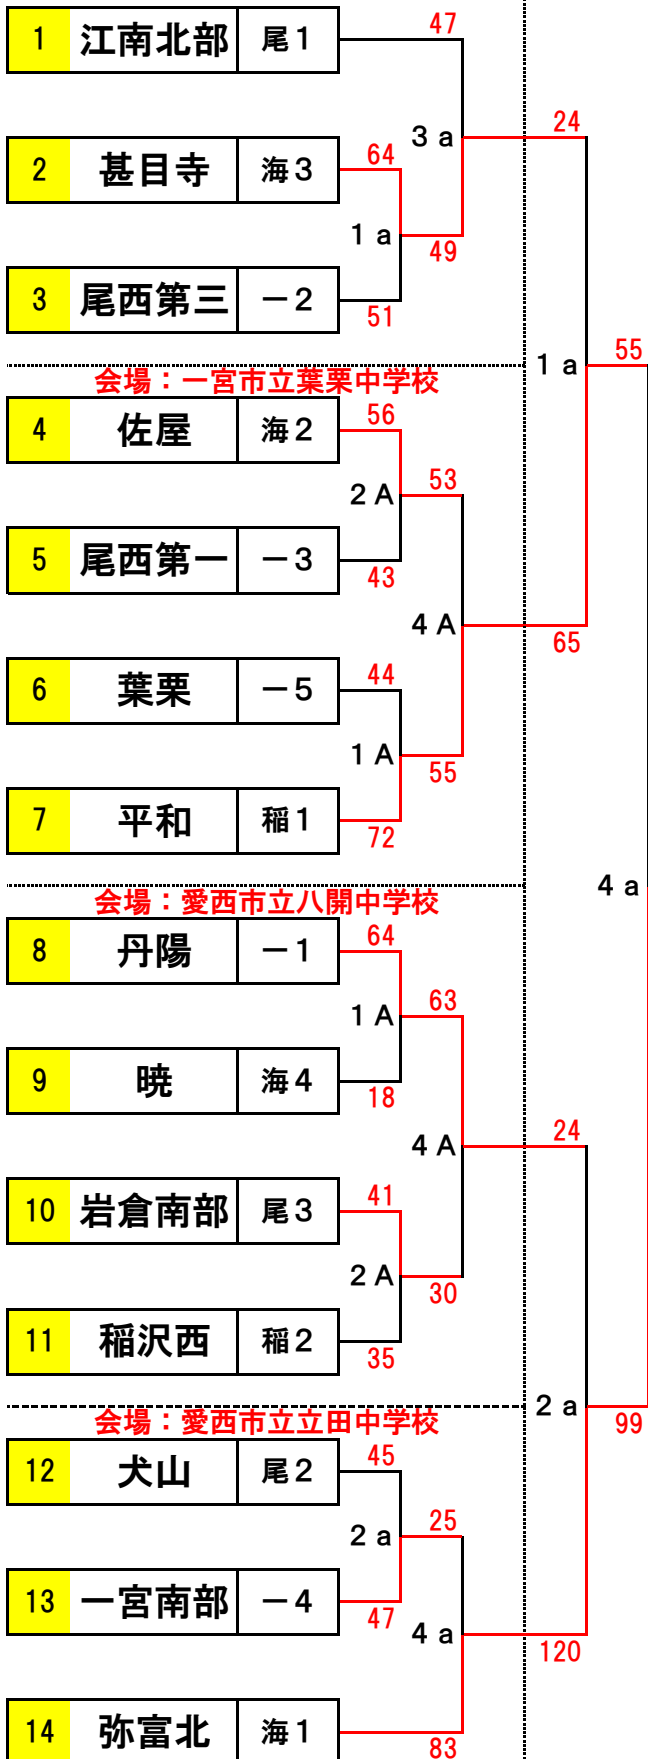 47
1 江南北部 尾1
24
3 a
64
2 甚目寺 海3
1 a
49
3 尾西第三 一2
51
55
1 a
会場：一宮市立葉栗中学校
56
4 佐屋 海2
53
2 A
5 尾西第一 一3
43
4 A
65
44
6 葉栗 一5
1 A
55
7 平和 稲1
72
4 a
会場：愛西市立八開中学校
64
8 丹陽 一1
63
1 A
9 暁 海4
18
24
4 A
41
10 岩倉南部 尾3
2 A
30
11 稲沢西 稲2
35
2 a
会場：愛西市立立田中学校
99
45
12 犬山 尾2
25
2 a
13 一宮南部 一4
47
4 a
120
14 弥富北 海1
83